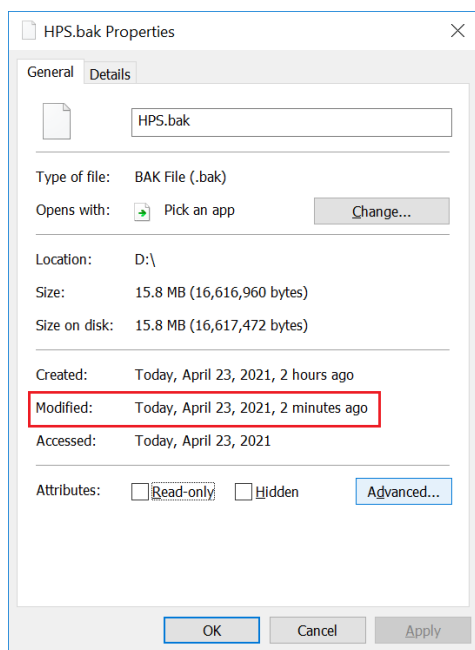 HPS.bak Properties
General Details
HPS.bak
Type of file: BAK File (.bak)
Opens with: Pick an app Change...
Location: D:\
Size: 15.8 MB (16,616,960 bytes)
Size on disk: 15.8 MB (16,617,472 bytes)
Created: Today, April 23, 2021, 2 hours ago
Modified: Today, April 23, 2021, 2 minutes ago
Accessed: Today, April 23, 2021
Attributes: Read-only Hidden Advanced...
OK Cancel Apply